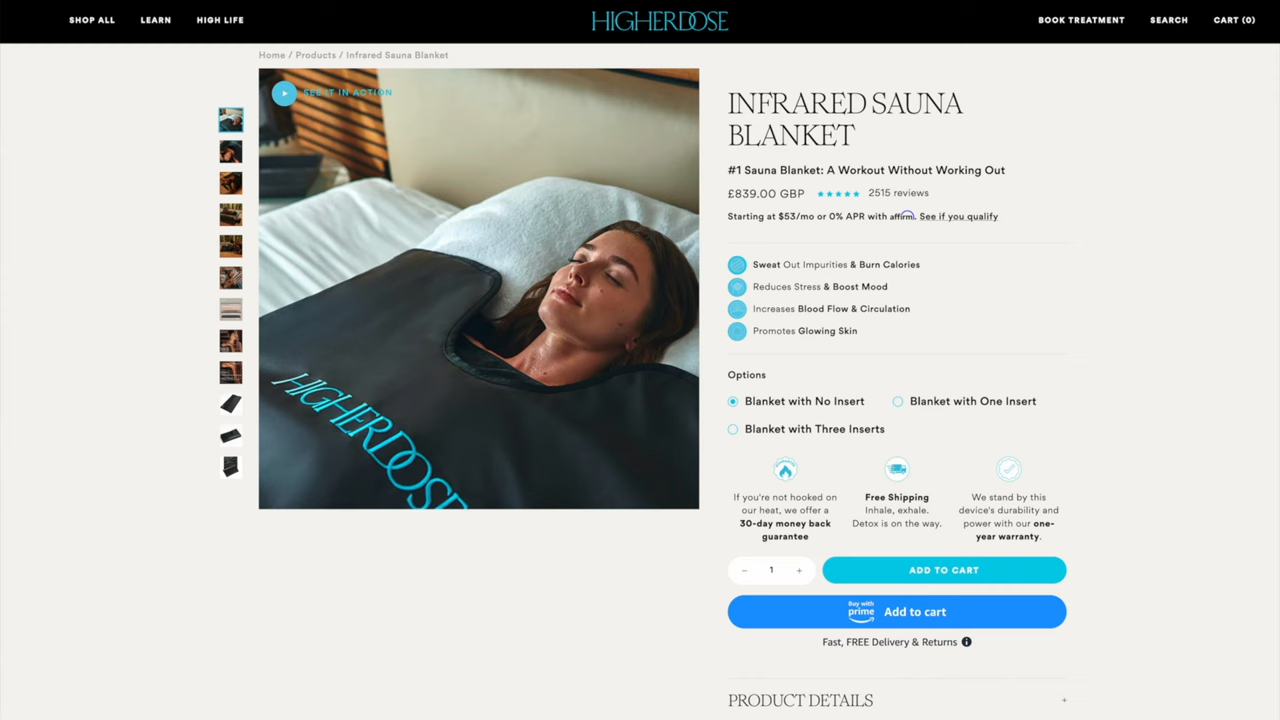 SHOP ALL
LEARN
HIGH LIFE
HIGHERDOSE
BOOK TREATMENT
SEARCH
CART (0)
Home / Products / Infrared Sauna Blanket
SEE IT IN ACTION
HIGHERDOSE
INFRARED SAUNA
BLANKET
#1 Sauna Blanket: A Workout Without Working Out
£839.00 GBP
2515 reviews
Starting at $53/mo or 0% APR with affirm. See if you qualify
Sweat Out Impurities & Burn Calories
Reduces Stress & Boost Mood
Increases Blood Flow & Circulation
Promotes Glowing Skin
Options
Blanket with No Insert
Blanket with One Insert
Blanket with Three Inserts
If you're not hooked on
our heat, we offer a
30-day money back
guarantee
Free Shipping
Inhale, exhale.
Detox is on the way.
We stand by this
device's durability and
power with our one-
year warranty.
− 1 +
ADD TO CART
Buy with
prime
Add to cart
Fast, FREE Delivery & Returns i
PRODUCT DETAILS +